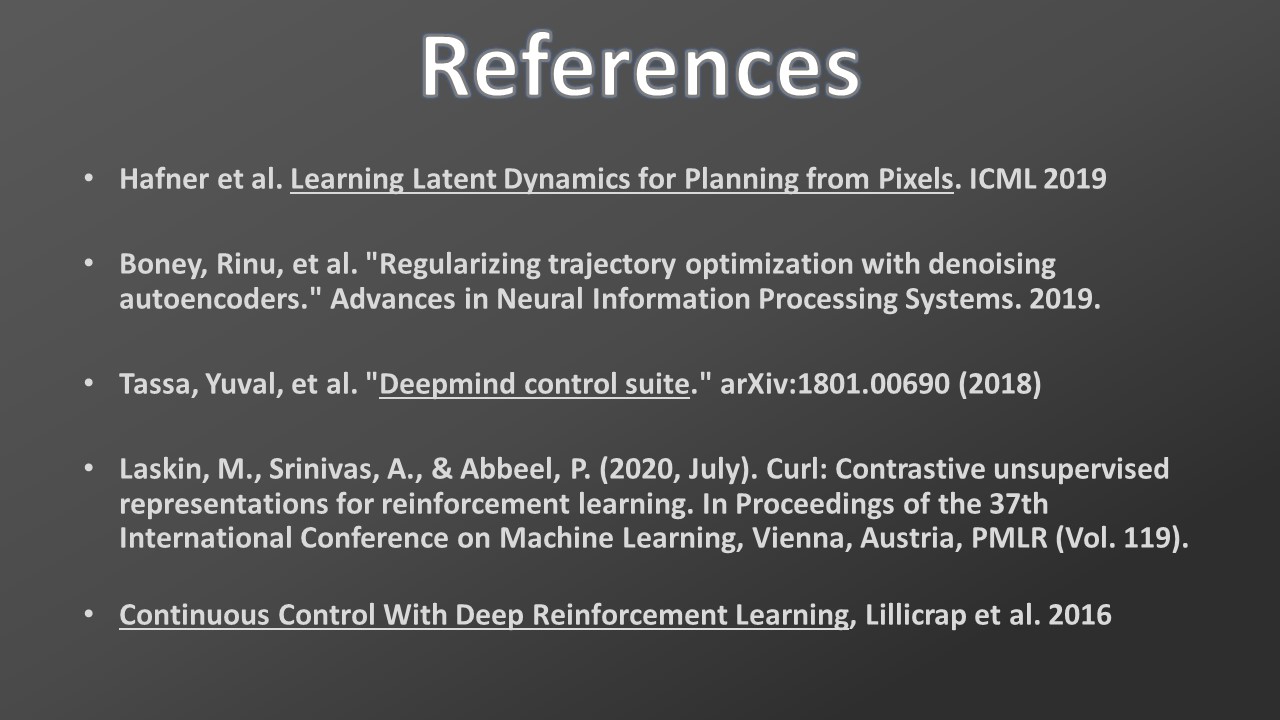 References
• Hafner et al. Learning Latent Dynamics for Planning from Pixels. ICML 2019
• Boney, Rinu, et al. "Regularizing trajectory optimization with denoising
autoencoders." Advances in Neural Information Processing Systems. 2019.
• Tassa, Yuval, et al. "Deepmind control suite." arXiv:1801.00690 (2018)
• Laskin, M., Srinivas, A., & Abbeel, P. (2020, July). Curl: Contrastive unsupervised
representations for reinforcement learning. In Proceedings of the 37th
International Conference on Machine Learning, Vienna, Austria, PMLR (Vol. 119).
• Continuous Control With Deep Reinforcement Learning, Lillicrap et al. 2016